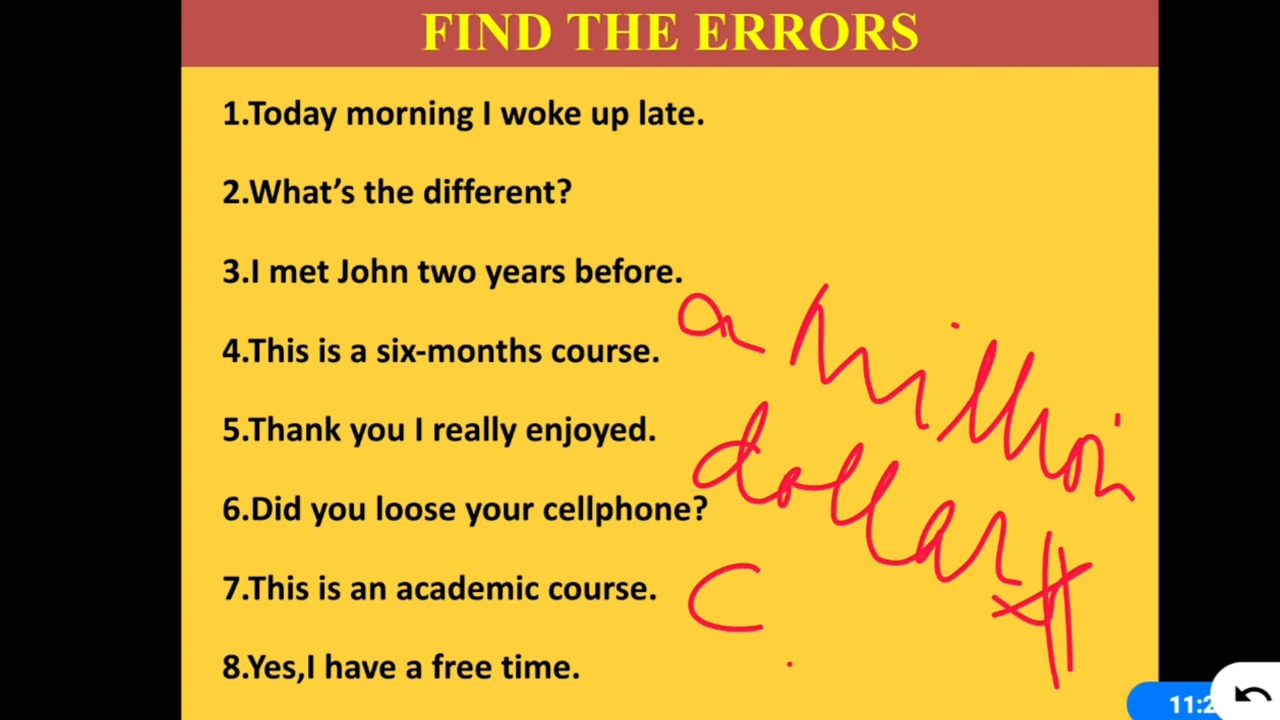 FIND THE ERRORS
1.Today morning I woke up late.
2.What's the different?
3.I met John two years before.
4.This is a six-months course.
5.Thank you I really enjoyed.
6.Did you loose your cellphone?
7.This is an academic course.
8.Yes,I have a free time.
a million
dollar
C